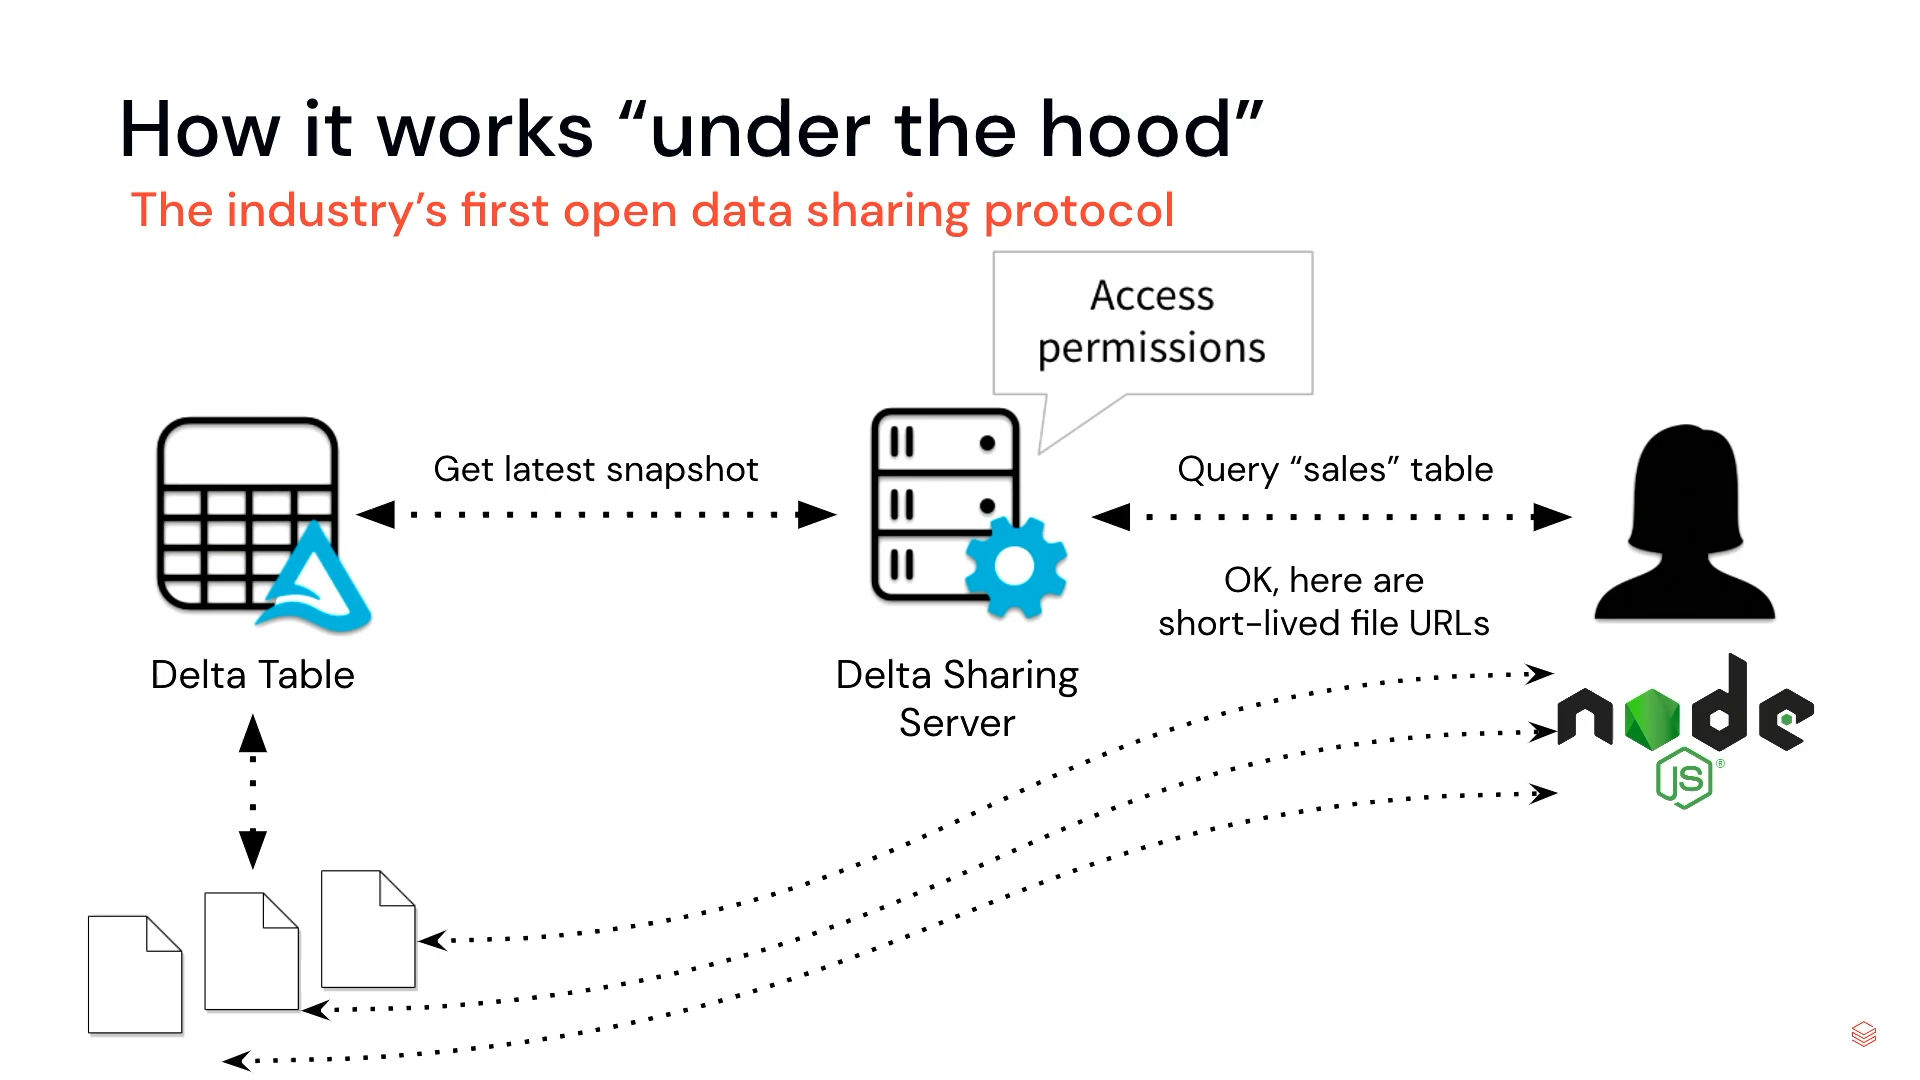 How it works “under the hood”
The industry’s first open data sharing protocol
Access
permissions
Get latest snapshot
Query “sales” table
OK, here are
short-lived file URLs
Delta Table
Delta Sharing
Server
node
JS®